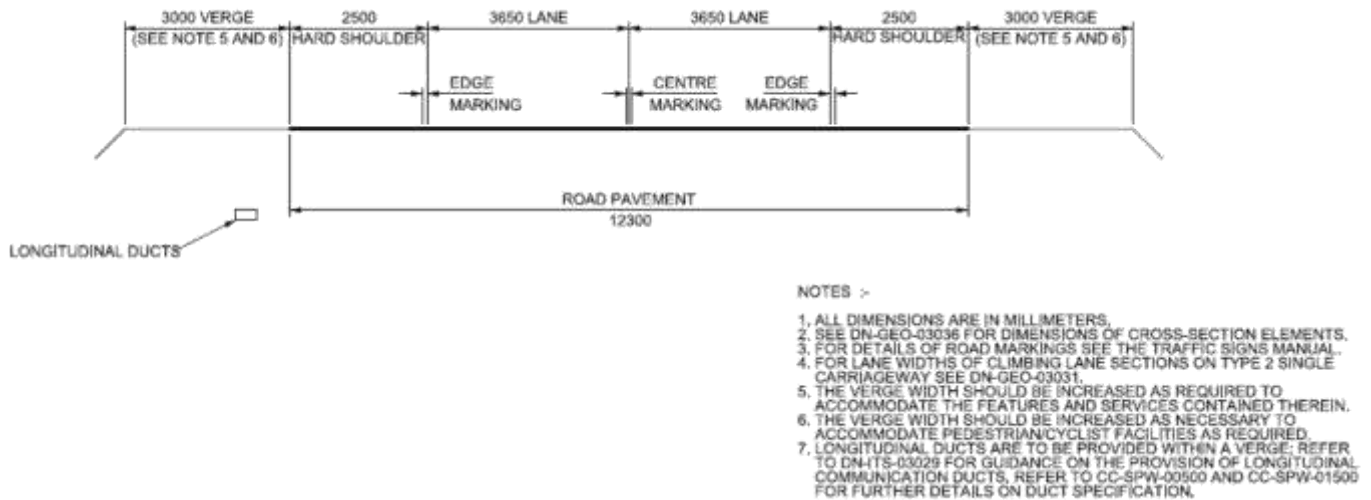 3000 VERGE 2500 3650 LANE 3650 LANE 2500 3000 VERGE
(SEE NOTE 5 AND 6) HARD SHOULDER HARD SHOULDER (SEE NOTE 5 AND 6)
EDGE CENTRE EDGE
MARKING MARKING MARKING
ROAD PAVEMENT
12300
LONGITUDINAL DUCTS
NOTES :-
1. ALL DIMENSIONS ARE IN MILLIMETERS.
2. SEE DN-GEO-03036 FOR DIMENSIONS OF CROSS-SECTION ELEMENTS.
3. FOR DETAILS OF ROAD MARKINGS SEE THE TRAFFIC SIGNS MANUAL.
4. FOR LANE WIDTHS OF CLIMBING LANE SECTIONS ON TYPE 2 SINGLE
CARRIAGEWAY SEE DN-GEO-03031.
5. THE VERGE WIDTH SHOULD BE INCREASED AS REQUIRED TO
ACCOMMODATE THE FEATURES AND SERVICES CONTAINED THEREIN.
6. THE VERGE WIDTH SHOULD BE INCREASED AS NECESSARY TO
ACCOMMODATE PEDESTRIAN/CYCLIST FACILITIES AS REQUIRED.
7. LONGITUDINAL DUCTS ARE TO BE PROVIDED WITHIN A VERGE; REFER
TO DN-ITS-03029 FOR GUIDANCE ON THE PROVISION OF LONGITUDINAL
COMMUNICATION DUCTS, REFER TO CC-SPW-00500 AND CC-SPW-01500
FOR FURTHER DETAILS ON DUCT SPECIFICATION.